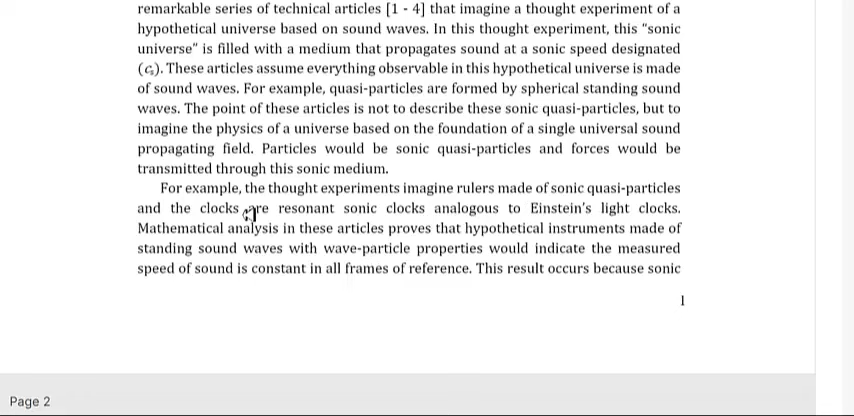 remarkable series of technical articles [1 - 4] that imagine a thought experiment of a
hypothetical universe based on sound waves. In this thought experiment, this "sonic
universe" is filled with a medium that propagates sound at a sonic speed designated
(cₛ). These articles assume everything observable in this hypothetical universe is made
of sound waves. For example, quasi-particles are formed by spherical standing sound
waves. The point of these articles is not to describe these sonic quasi-particles, but to
imagine the physics of a universe based on the foundation of a single universal sound
propagating field. Particles would be sonic quasi-particles and forces would be
transmitted through this sonic medium.
For example, the thought experiments imagine rulers made of sonic quasi-particles
and the clocks are resonant sonic clocks analogous to Einstein's light clocks.
Mathematical analysis in these articles proves that hypothetical instruments made of
standing sound waves with wave-particle properties would indicate the measured
speed of sound is constant in all frames of reference. This result occurs because sonic
1
Page 2